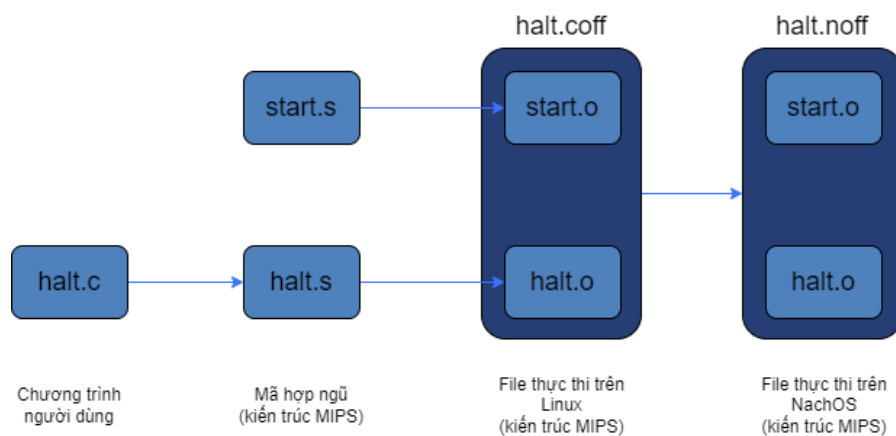 halt.coff
halt.noff
start.s
start.o
start.o
halt.c
halt.s
halt.o
halt.o
Chương trình
người dùng
Mã hợp ngũ
(kiến trúc MIPS)
File thực thi trên
Linux
(kiến trúc MIPS)
File thực thi trên
NachOS
(kiến trúc MIPS)